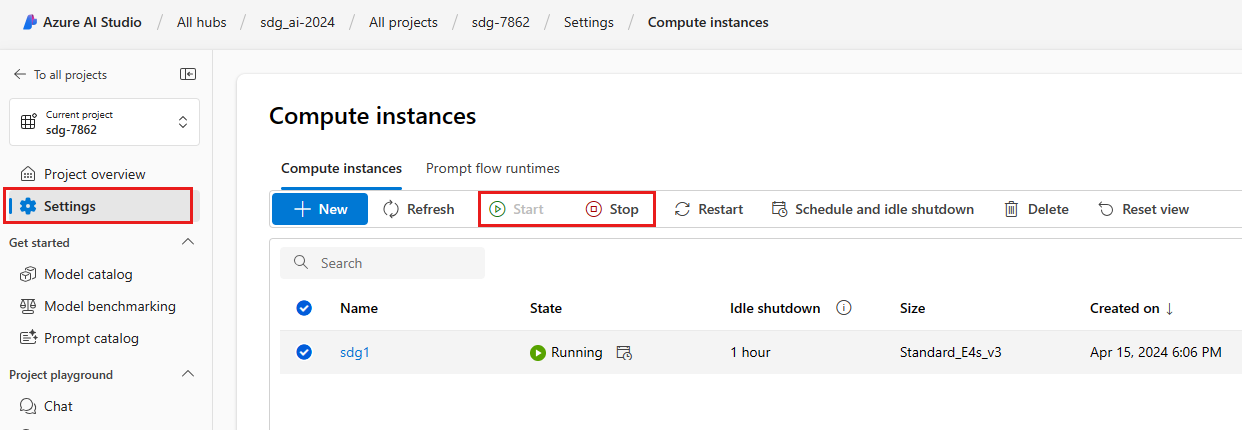 Azure AI Studio / All hubs / sdg_ai-2024 / All projects / sdg-7862 / Settings / Compute instances
To all projects
Current project
sdg-7862
Project overview
Settings
Get started
Model catalog
Model benchmarking
Prompt catalog
Project playground
Chat
Compute instances
Compute instances Prompt flow runtimes
New Refresh Start Stop Restart Schedule and idle shutdown Delete Reset view
Search
Name State Idle shutdown Size Created on ↓
sdg1 Running 1 hour Standard_E4s_v3 Apr 15, 2024 6:06 PM